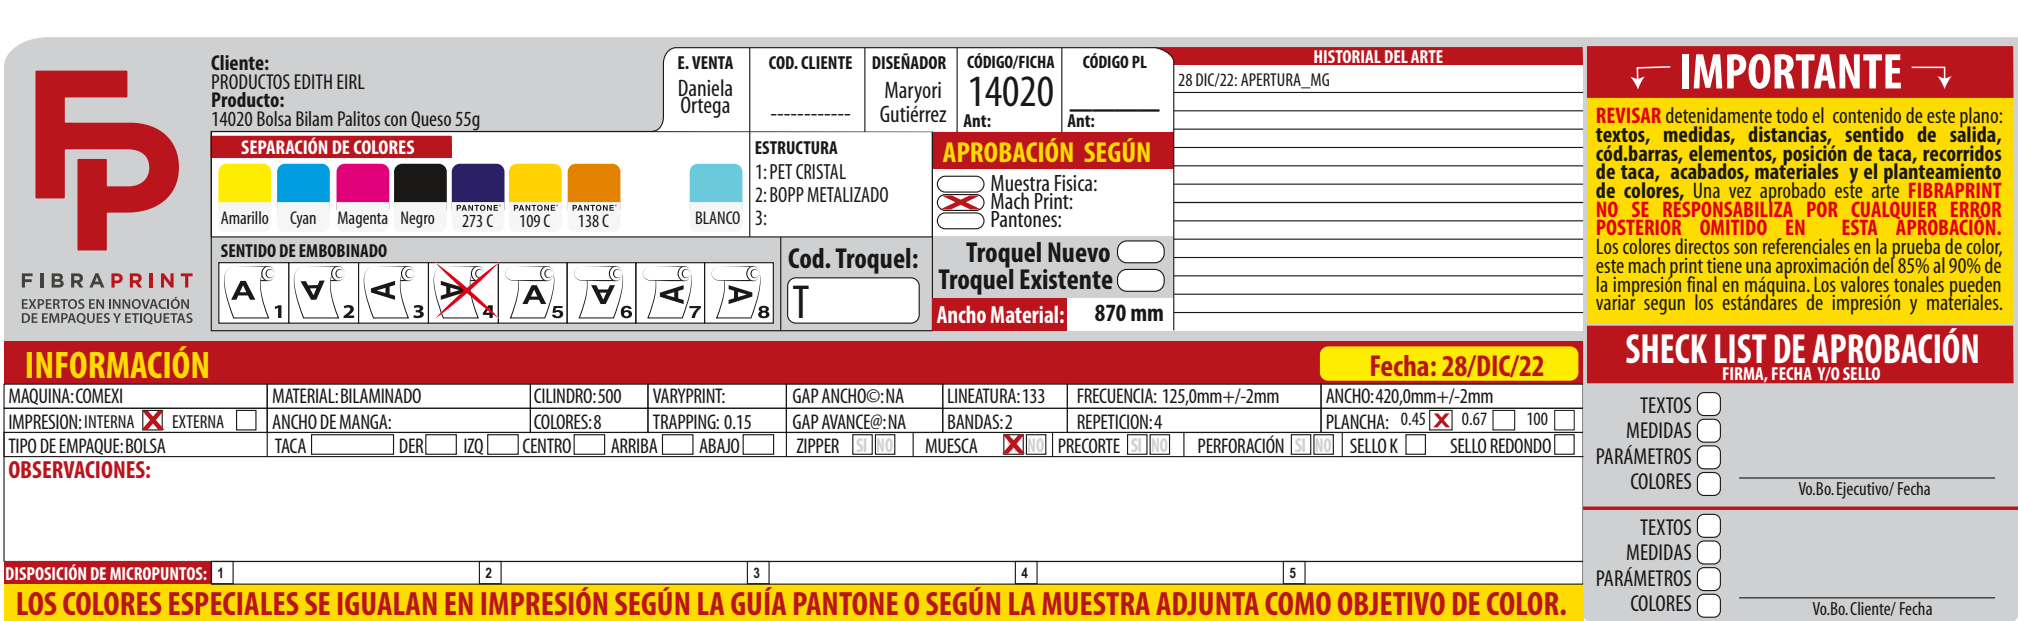 FIBRAPRINT
EXPERTOS EN INNOVACIÓN
DE EMPAQUES Y ETIQUETAS
Cliente:
PRODUCTOS EDITH EIRL
Producto:
14020 Bolsa Bilam Palitos con Queso 55g
E. VENTA
Daniela
Ortega
COD. CLIENTE
------------
DISEÑADOR
Maryori
Gutiérrez
CÓDIGO/FICHA
14020
Ant:
CÓDIGO PL
Ant:
SEPARACIÓN DE COLORES
Amarillo
Cyan
Magenta
Negro
PANTONE®
273 C
PANTONE®
109 C
PANTONE®
138 C
BLANCO
ESTRUCTURA
1: PET CRISTAL
2: BOPP METALIZADO
3:
APROBACIÓN SEGÚN
Muestra Fisica:
Mach Print:
Pantones:
SENTIDO DE EMBOBINADO
A 1
A 2
A 3
A 4
A 5
A 6
A 7
A 8
Cod. Troquel:
T
Troquel Nuevo
Troquel Existente
Ancho Material: 870 mm
HISTORIAL DEL ARTE
28 DIC/22: APERTURA_MG
IMPORTANTE
REVISAR detenidamente todo el contenido de este plano:
textos, medidas, distancias, sentido de salida,
cód.barras, elementos, posición de taca, recorridos
de taca, acabados, materiales y el planteamiento
de colores, Una vez aprobado este arte FIBRAPRINT
NO SE RESPONSABILIZA POR CUALQUIER ERROR
POSTERIOR OMITIDO EN ESTA APROBACIÓN.
Los colores directos son referenciales en la prueba de color,
este mach print tiene una aproximación del 85% al 90% de
la impresión final en máquina. Los valores tonales pueden
variar segun los estándares de impresión y materiales.
INFORMACIÓN
Fecha: 28/DIC/22
MAQUINA: COMEXI
MATERIAL: BILAMINADO
CILINDRO: 500
VARYPRINT:
GAP ANCHO©: NA
LINEATURA: 133
FRECUENCIA: 125,0mm+/-2mm
ANCHO: 420,0mm+/-2mm
IMPRESION: INTERNA X EXTERNA
ANCHO DE MANGA:
COLORES: 8
TRAPPING: 0.15
GAP AVANCE@: NA
BANDAS: 2
REPETICION: 4
PLANCHA: 0.45 X 0.67 100
TIPO DE EMPAQUE: BOLSA
TACA DER IZQ CENTRO ARRIBA ABAJO
ZIPPER SI NO
MUESCA X NO
PRECORTE SI NO
PERFORACIÓN SI NO
SELLO K
SELLO REDONDO
OBSERVACIONES:
DISPOSICIÓN DE MICROPUNTOS: 1 2 3 4 5
LOS COLORES ESPECIALES SE IGUALAN EN IMPRESIÓN SEGÚN LA GUÍA PANTONE O SEGÚN LA MUESTRA ADJUNTA COMO OBJETIVO DE COLOR.
SHECK LIST DE APROBACIÓN
FIRMA, FECHA Y/O SELLO
TEXTOS
MEDIDAS
PARÁMETROS
COLORES
Vo.Bo. Ejecutivo/ Fecha
TEXTOS
MEDIDAS
PARÁMETROS
COLORES
Vo.Bo. Cliente/ Fecha